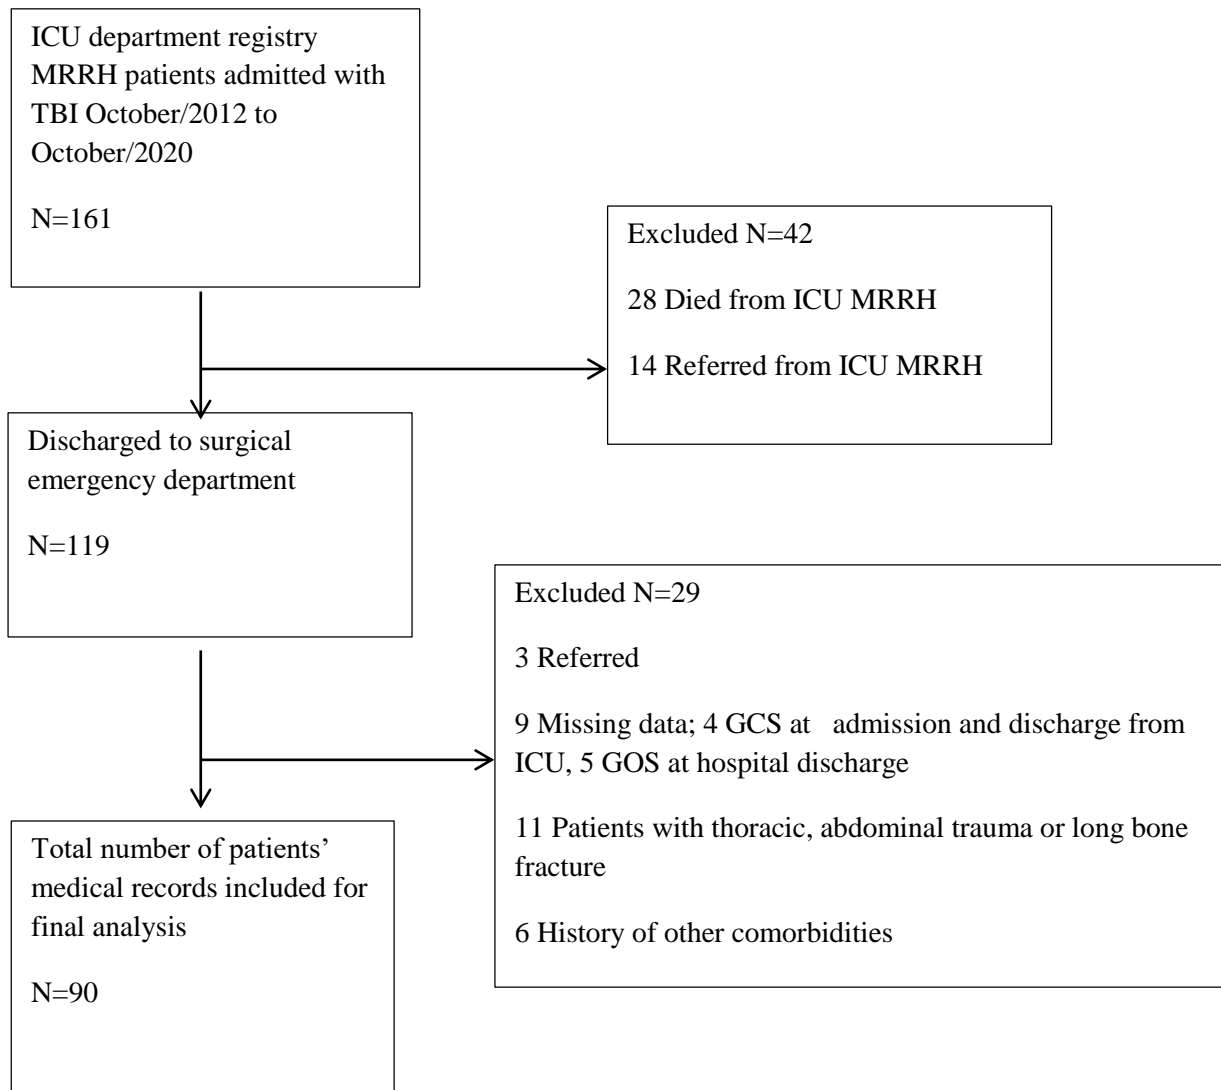 ICU department registry
MRRH patients admitted with
TBI October/2012 to
October/2020
N=161
Excluded N=42
28 Died from ICU MRRH
14 Referred from ICU MRRH
Discharged to surgical
emergency department
N=119
Excluded N=29
3 Referred
9 Missing data; 4 GCS at admission and discharge from
ICU, 5 GOS at hospital discharge
11 Patients with thoracic, abdominal trauma or long bone
fracture
6 History of other comorbidities
Total number of patients’
medical records included for
final analysis
N=90